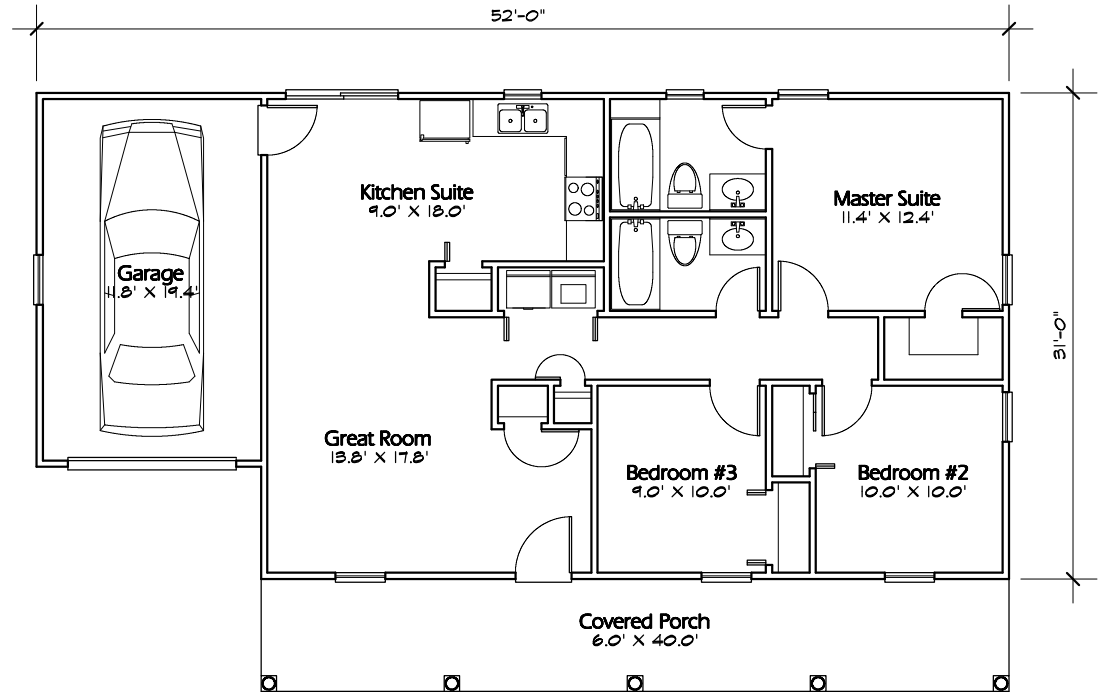 52'-0"
Kitchen Suite
9.0' X 18.0'
Master Suite
11.4' X 12.4'
Garage
11.8' X 19.4'
31'-0"
Great Room
13.8' X 17.8'
Bedroom #3
9.0' X 10.0'
Bedroom #2
10.0' X 10.0'
Covered Porch
6.0' X 40.0'